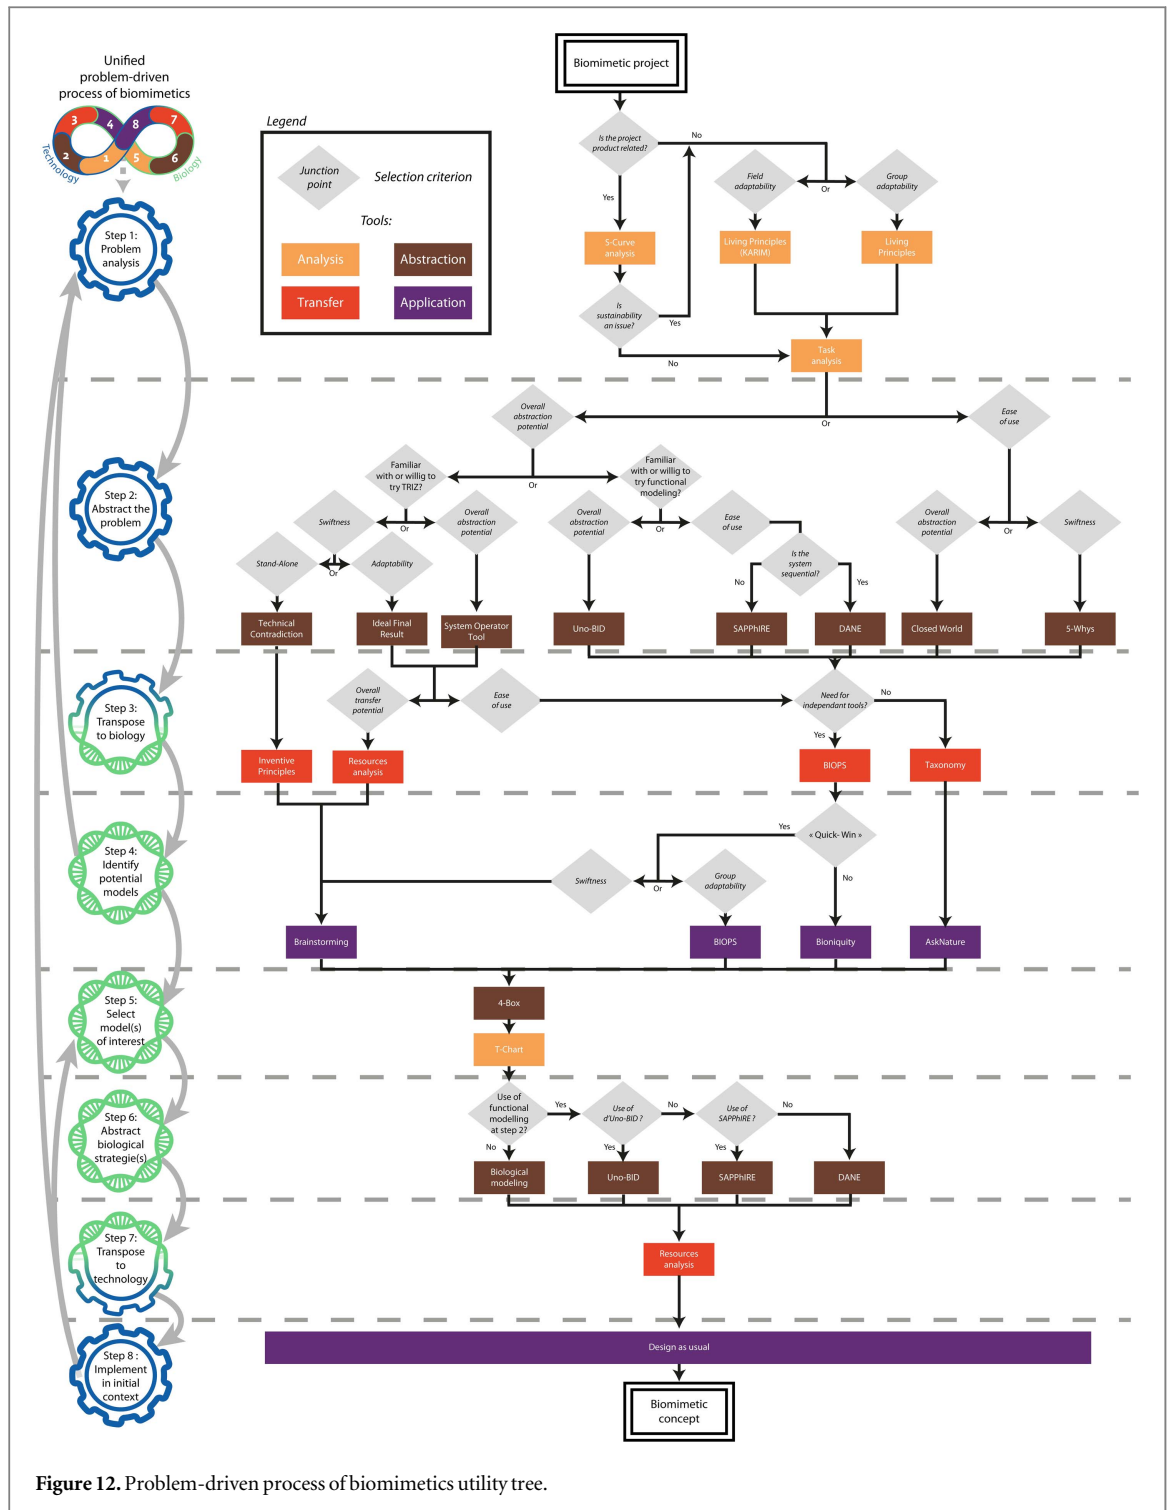 Unified
problem-driven
process of biomimetics
3
4
8
7
2
1
5
6
Technology
Biology
Biomimetic project
Legend
Junction
point
Selection criterion
Tools:
Analysis
Abstraction
Transfer
Application
Is the project
product related?
No
Yes
Field
adaptability
Or
Group
adaptability
S-Curve
analysis
Living Principles
(KARIM)
Living
Principles
Is
sustainability
an issue?
Yes
No
Task
analysis
Step 1:
Problem
analysis
Overall
abstraction
potential
Or
Ease
of use
Familiar
with or willig to
try TRIZ?
Or
Familiar
with or willig to
try functional
modeling?
Step 2:
Abstract the
problem
Swiftness
Or
Overall
abstraction
potential
Overall
abstraction potential
Or
Ease
of use
Overall
abstraction
potential
Or
Swiftness
Stand-Alone
Or
Adaptability
Is the
system
sequential?
No
Yes
Technical
Contradiction
Ideal Final
Result
System Operator
Tool
Uno-BID
SAPPhIRE
DANE
Closed World
5-Whys
Step 3:
Transpose
to biology
Overall
transfer
potential
Or
Ease
of use
Need for
independant tools?
No
Yes
Inventive
Principles
Resources
analysis
BIOPS
Taxonomy
Step 4:
Identify
potential
models
Yes
« Quick- Win »
No
Swiftness
Or
Group
adaptability
Brainstorming
BIOPS
Bioniquity
AskNature
Step 5:
Select
model(s)
of interest
4-Box
T-Chart
Step 6:
Abstract
biological
strategie(s)
Use of
functional
modelling
at step 2?
Yes
Use of
d'Uno-BID ?
No
Use of
SAPPhIRE ?
No
No
Yes
Yes
Biological
modeling
Uno-BID
SAPPhIRE
DANE
Step 7:
Transpose
to
technology
Resources
analysis
Step 8 :
Implement
in initial
context
Design as usual
Biomimetic
concept
Figure 12. Problem-driven process of biomimetics utility tree.